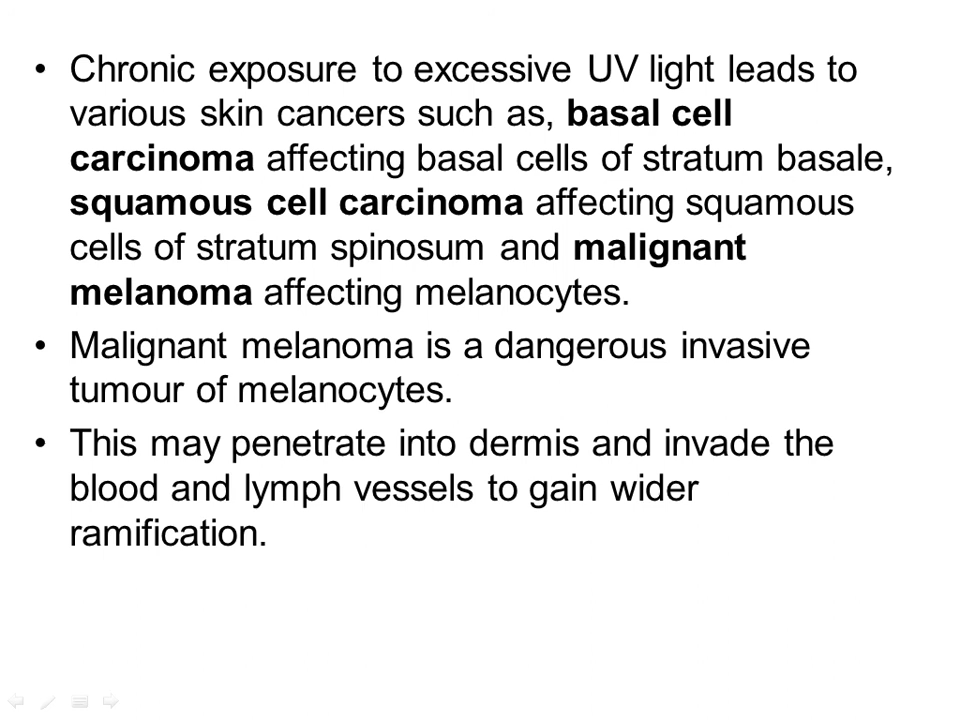 • Chronic exposure to excessive UV light leads to
various skin cancers such as, basal cell
carcinoma affecting basal cells of stratum basale,
squamous cell carcinoma affecting squamous
cells of stratum spinosum and malignant
melanoma affecting melanocytes.
• Malignant melanoma is a dangerous invasive
tumour of melanocytes.
• This may penetrate into dermis and invade the
blood and lymph vessels to gain wider
ramification.